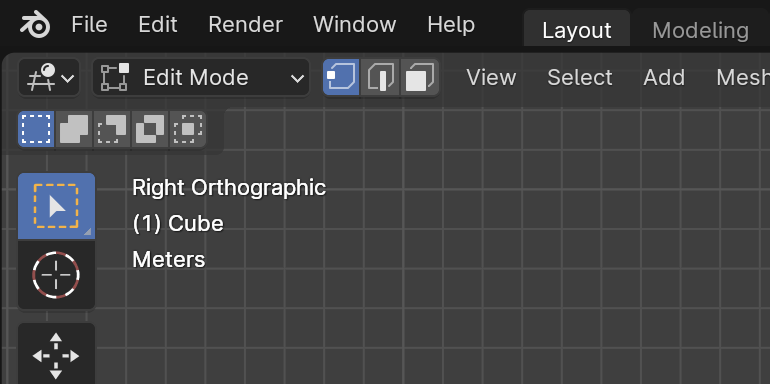 File Edit Render Window Help Layout Modeling
Edit Mode View Select Add Mesh
Right Orthographic
(1) Cube
Meters